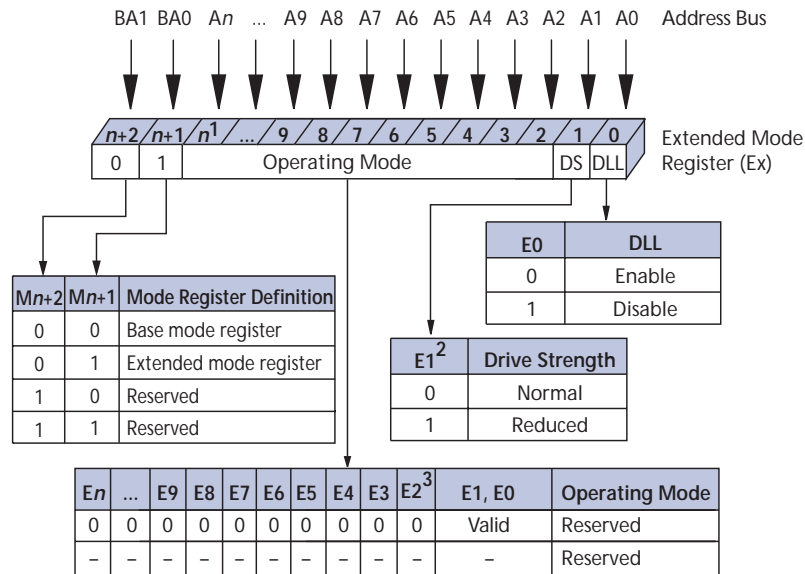 BA1 BA0 An ... A9 A8 A7 A6 A5 A4 A3 A2 A1 A0 Address Bus
n+2 n+1 n1 ... 9 8 7 6 5 4 3 2 1 0
Extended Mode
Register (Ex)
0 1 Operating Mode DS DLL
E0 DLL
0 Enable
1 Disable
Mn+2 Mn+1 Mode Register Definition
0 0 Base mode register
0 1 Extended mode register
1 0 Reserved
1 1 Reserved
E1² Drive Strength
0 Normal
1 Reduced
En ... E9 E8 E7 E6 E5 E4 E3 E2³ E1, E0 Operating Mode
0 0 0 0 0 0 0 0 0 0 Valid Reserved
– – – – – – – – – – – Reserved